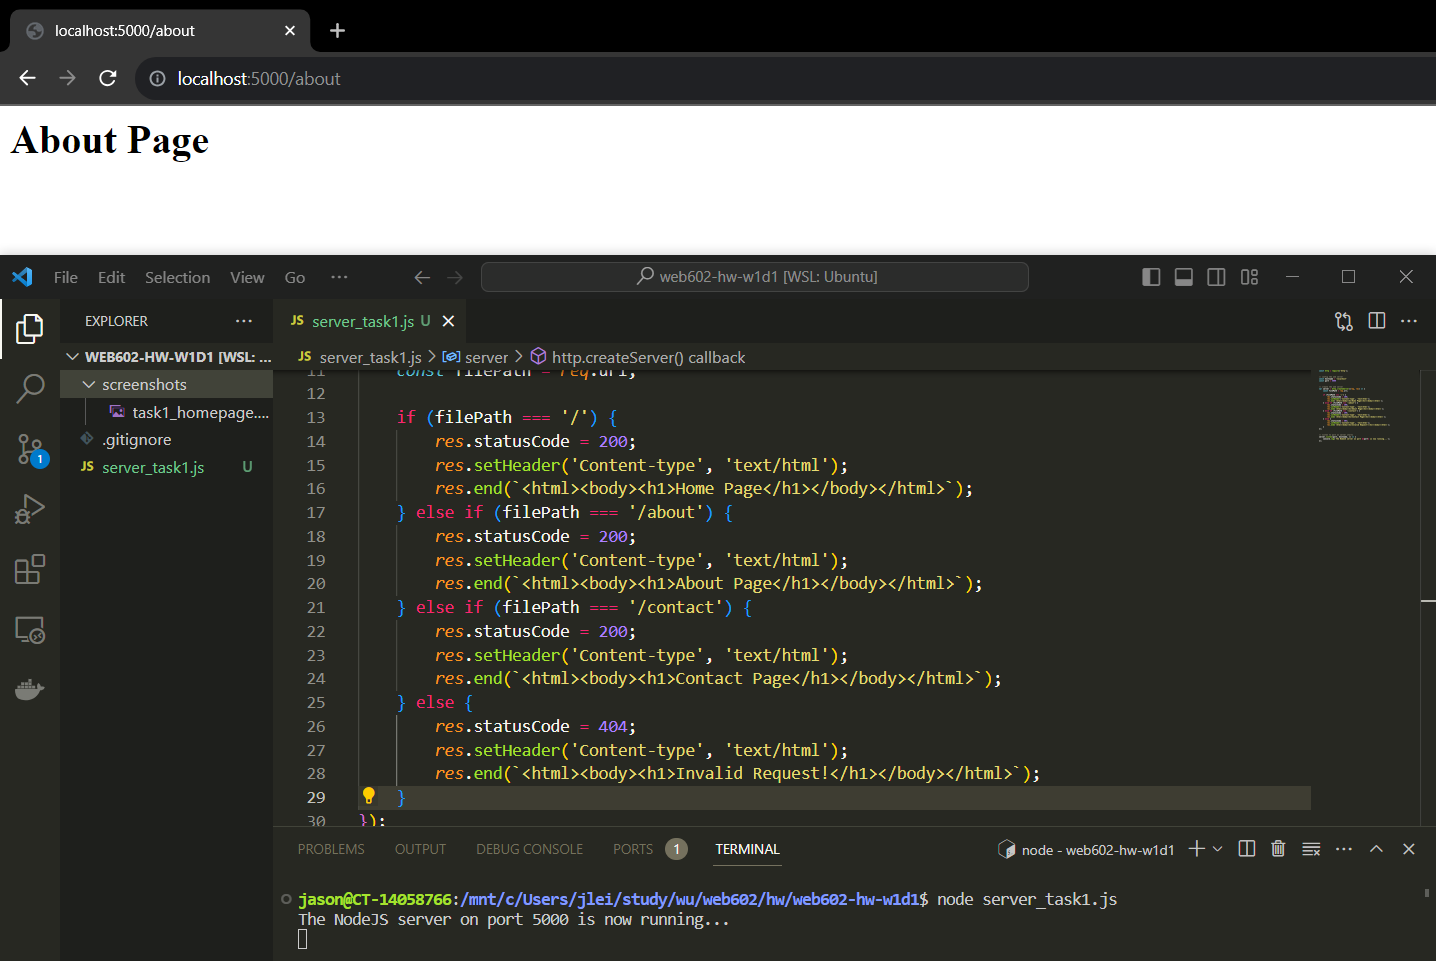 localhost:5000/about
localhost:5000/about
About Page
File Edit Selection View Go ··· web602-hw-w1d1 [WSL: Ubuntu]
EXPLORER ···
JS server_task1.js U
WEB602-HW-W1D1 [WSL: ...
JS server_task1.js > server > http.createServer() callback
screenshots
task1_homepage....
.gitignore
JS server_task1.js U
1
11 const filePath = req.url;
12
13 if (filePath === '/') {
14 res.statusCode = 200;
15 res.setHeader('Content-type', 'text/html');
16 res.end(`<html><body><h1>Home Page</h1></body></html>`);
17 } else if (filePath === '/about') {
18 res.statusCode = 200;
19 res.setHeader('Content-type', 'text/html');
20 res.end(`<html><body><h1>About Page</h1></body></html>`);
21 } else if (filePath === '/contact') {
22 res.statusCode = 200;
23 res.setHeader('Content-type', 'text/html');
24 res.end(`<html><body><h1>Contact Page</h1></body></html>`);
25 } else {
26 res.statusCode = 404;
27 res.setHeader('Content-type', 'text/html');
28 res.end(`<html><body><h1>Invalid Request!</h1></body></html>`);
29 }
30 });
PROBLEMS OUTPUT DEBUG CONSOLE PORTS 1 TERMINAL node - web602-hw-w1d1
jason@CT-14058766:/mnt/c/Users/jlei/study/wu/web602/hw/web602-hw-w1d1$ node server_task1.js
The NodeJS server on port 5000 is now running...